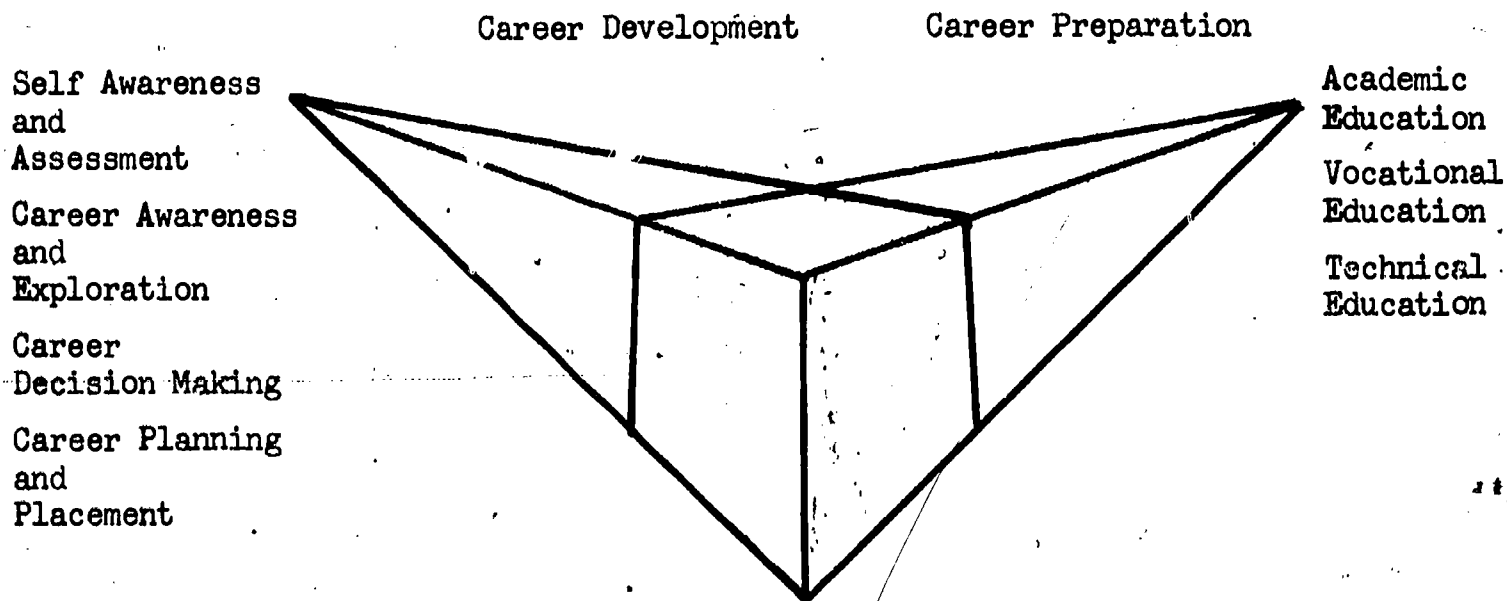 Career Development Career Preparation
Self Awareness
and
Assessment
Career Awareness
and
Exploration
Career
Decision Making
Career Planning
and
Placement
Academic
Education
Vocational
Education
Technical
Education